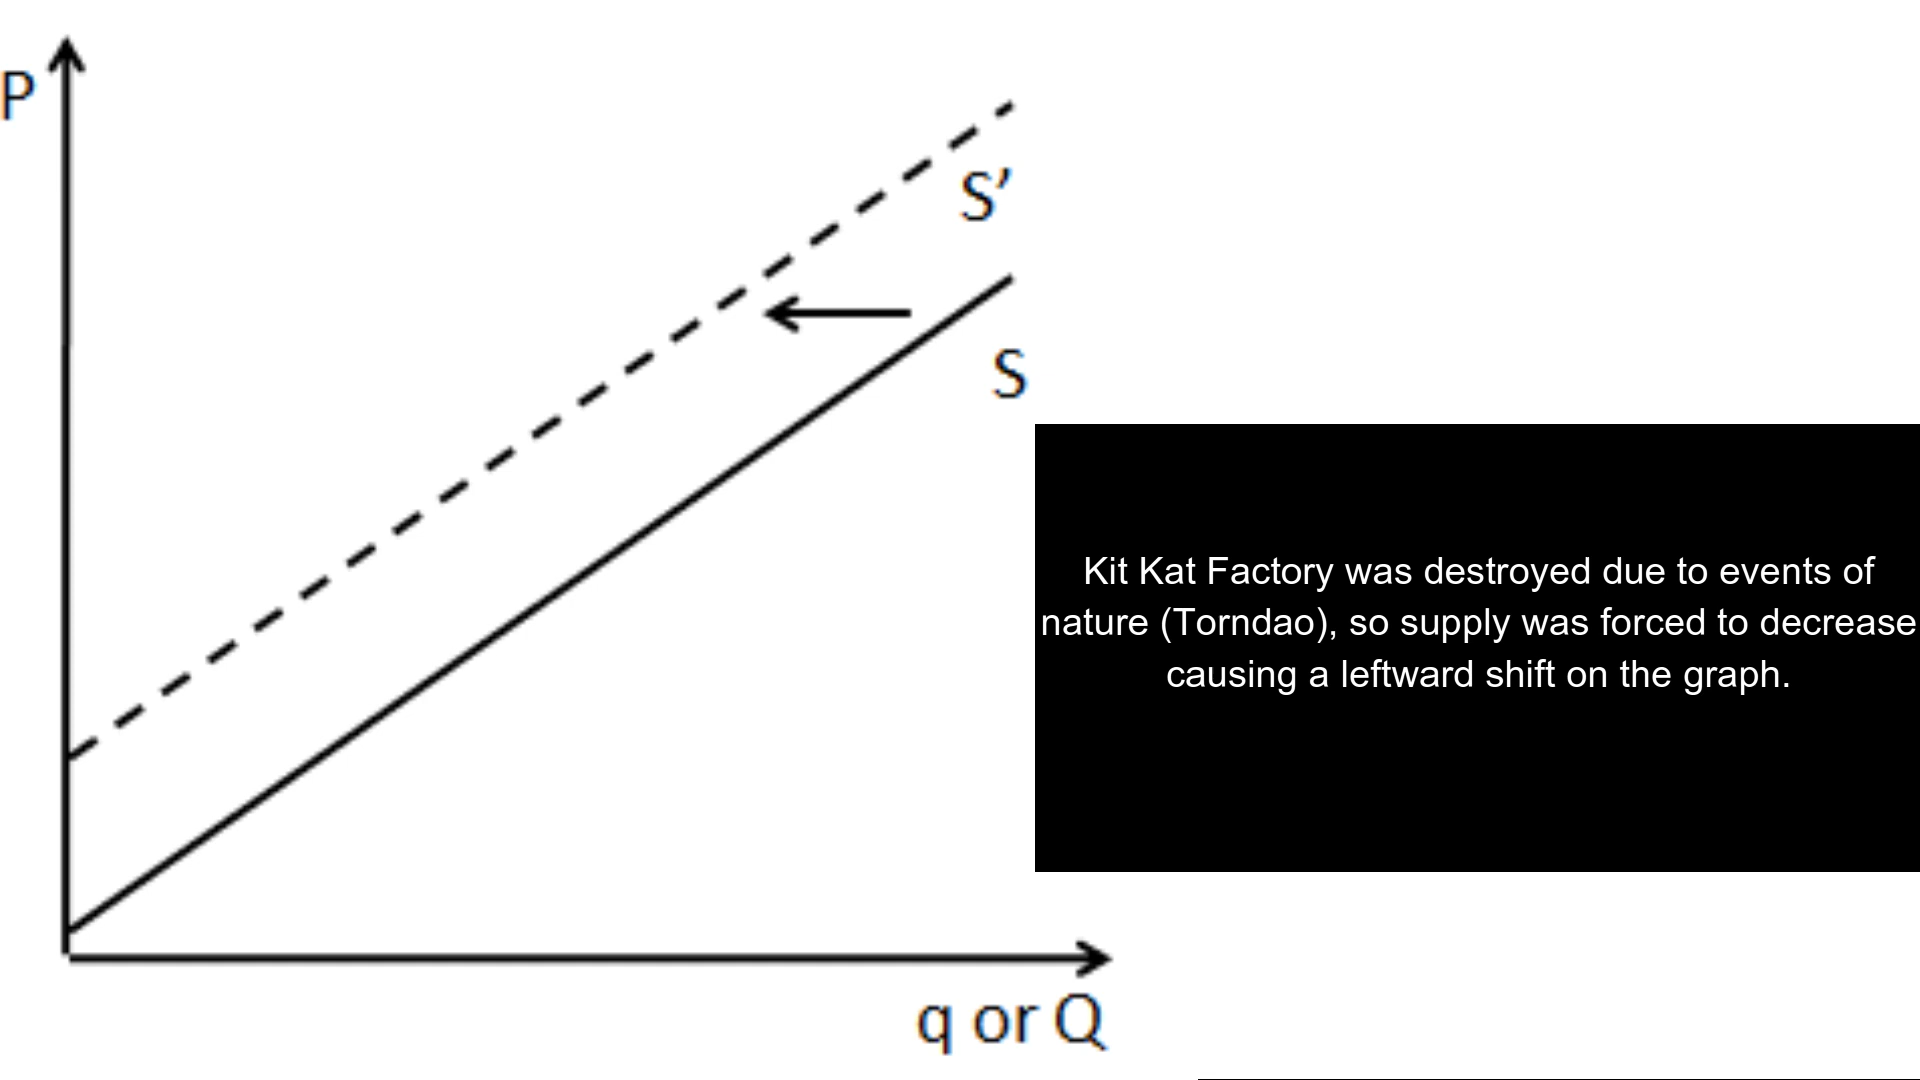 P
S’
S
Kit Kat Factory was destroyed due to events of
nature (Torndao), so supply was forced to decrease
causing a leftward shift on the graph.
q or Q